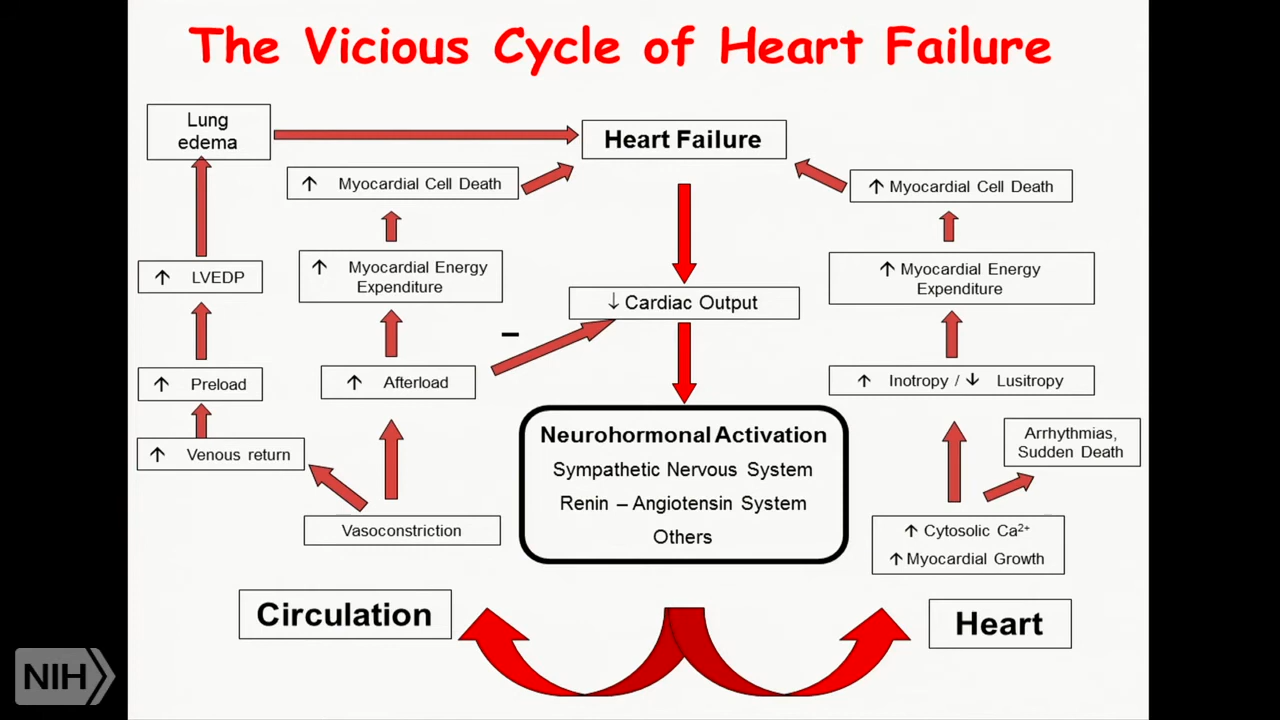 The Vicious Cycle of Heart Failure
Lung
edema
Heart Failure
↑ Myocardial Cell Death
↑ Myocardial Cell Death
↑ LVEDP
↑ Myocardial Energy
Expenditure
↑ Myocardial Energy
Expenditure
↓ Cardiac Output
–
↑ Preload
↑ Afterload
↑ Inotropy / ↓ Lusitropy
↑ Venous return
Neurohormonal Activation
Sympathetic Nervous System
Renin – Angiotensin System
Others
Arrhythmias,
Sudden Death
Vasoconstriction
↑ Cytosolic Ca²⁺
↑ Myocardial Growth
Circulation
Heart
NIH